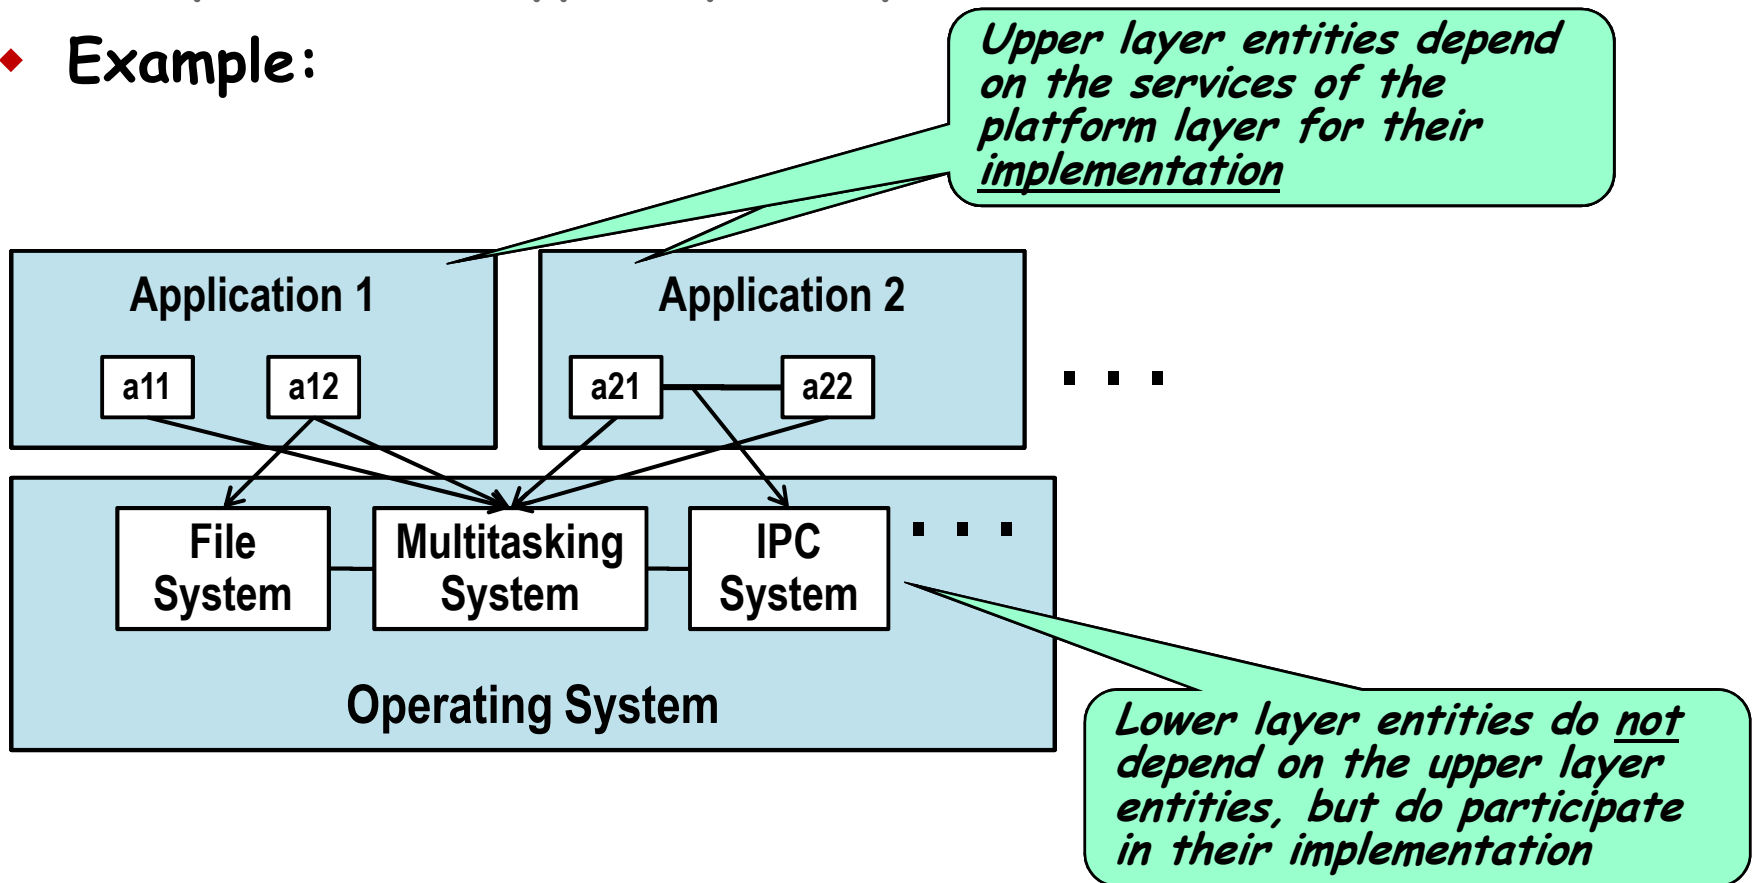 Example:
Upper layer entities depend
on the services of the
platform layer for their
implementation
Application 1
Application 2
a11
a12
a21
a22
. . .
File
System
Multitasking
System
IPC
System
. . .
Operating System
Lower layer entities do not
depend on the upper layer
entities, but do participate
in their implementation